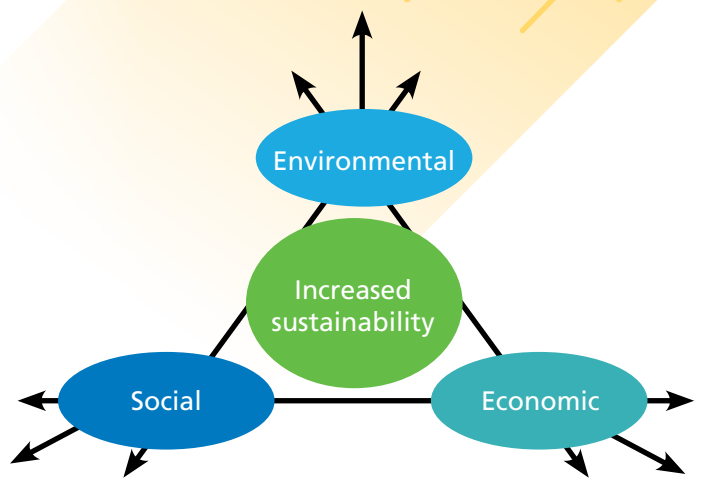 Environmental
Increased
sustainability
Social
Economic